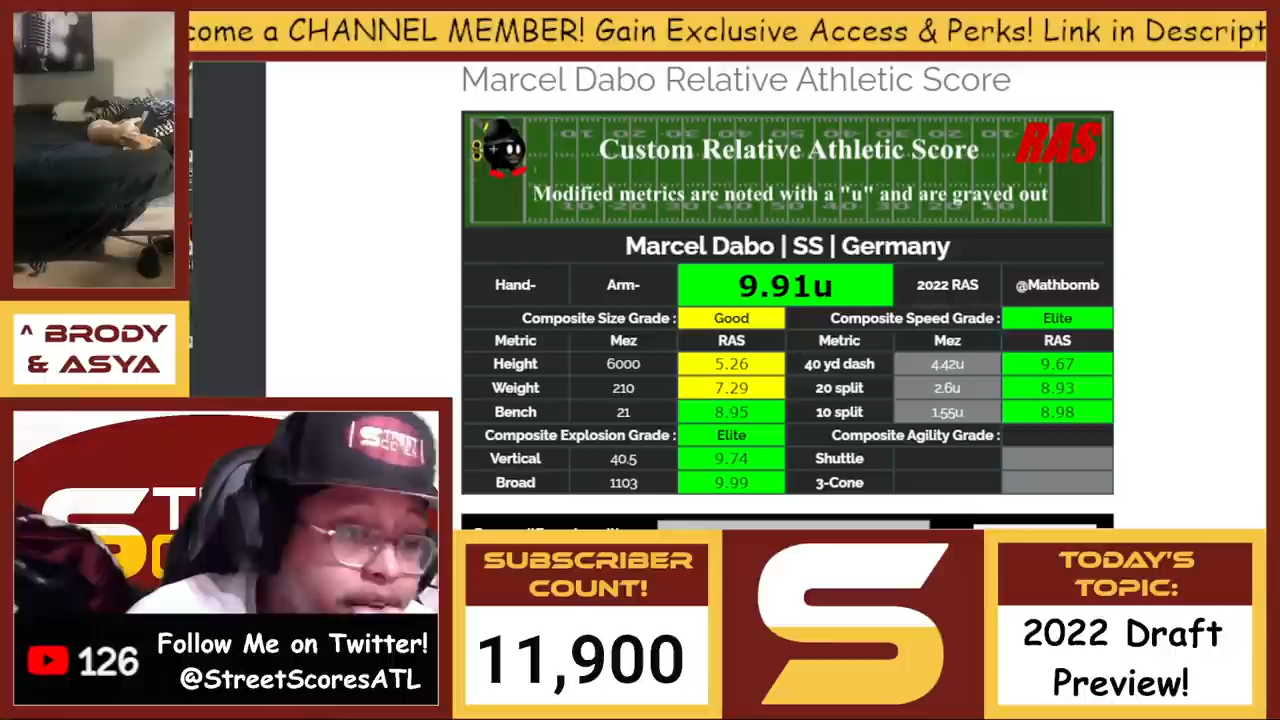 come a CHANNEL MEMBER! Gain Exclusive Access & Perks! Link in Descript
Marcel Dabo Relative Athletic Score
Custom Relative Athletic Score
RAS
Modified metrics are noted with a "u" and are grayed out
Marcel Dabo | SS | Germany
Hand- Arm- 9.91u 2022 RAS @Mathbomb
Composite Size Grade : Good Composite Speed Grade : Elite
Metric Mez RAS Metric Mez RAS
Height 6000 5.26 40 yd dash 4.42u 9.67
Weight 210 7.29 20 split 2.6u 8.93
Bench 21 8.95 10 split 1.55u 8.98
Composite Explosion Grade : Elite Composite Agility Grade :
Vertical 40.5 9.74 Shuttle
Broad 1103 9.99 3-Cone
^ BRODY
& ASYA
STREET
SCORES
SUBSCRIBER
COUNT!
11,900
TODAY'S
TOPIC:
2022 Draft
Preview!
126
Follow Me on Twitter!
@StreetScoresATL